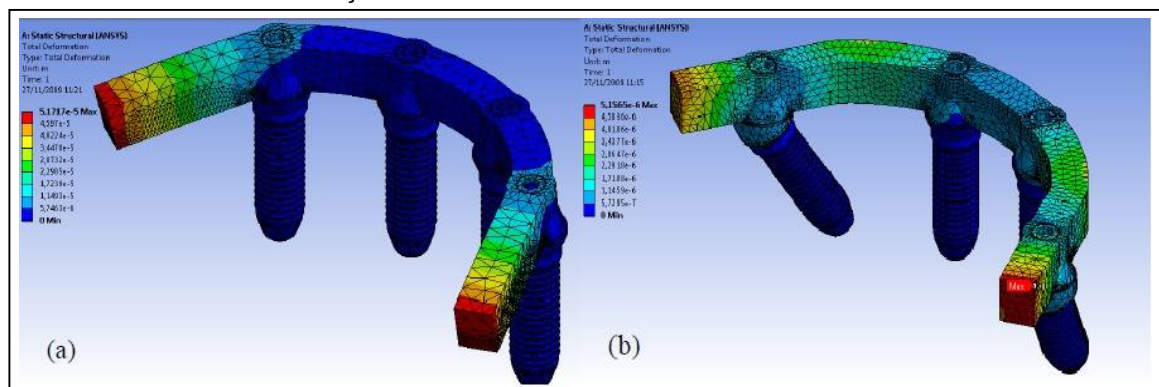 A: Static Structural (ANSYS)
Total Deformation
Type: Total Deformation
Unit: m
Time: 1
27/11/2009 11:21
5,1717e-5 Max
4,597e-5
4,0224e-5
3,4478e-5
2,8732e-5
2,2985e-5
1,7239e-5
1,1493e-5
5,7463e-6
0 Min
(a)
A: Static Structural (ANSYS)
Total Deformation
Type: Total Deformation
Unit: m
Time: 1
27/11/2009 11:15
5,1565e-6 Max
4,5836e-6
4,0106e-6
3,4377e-6
2,8647e-6
2,2918e-6
1,7188e-6
1,1459e-6
5,7295e-7
0 Min
Max
(b)